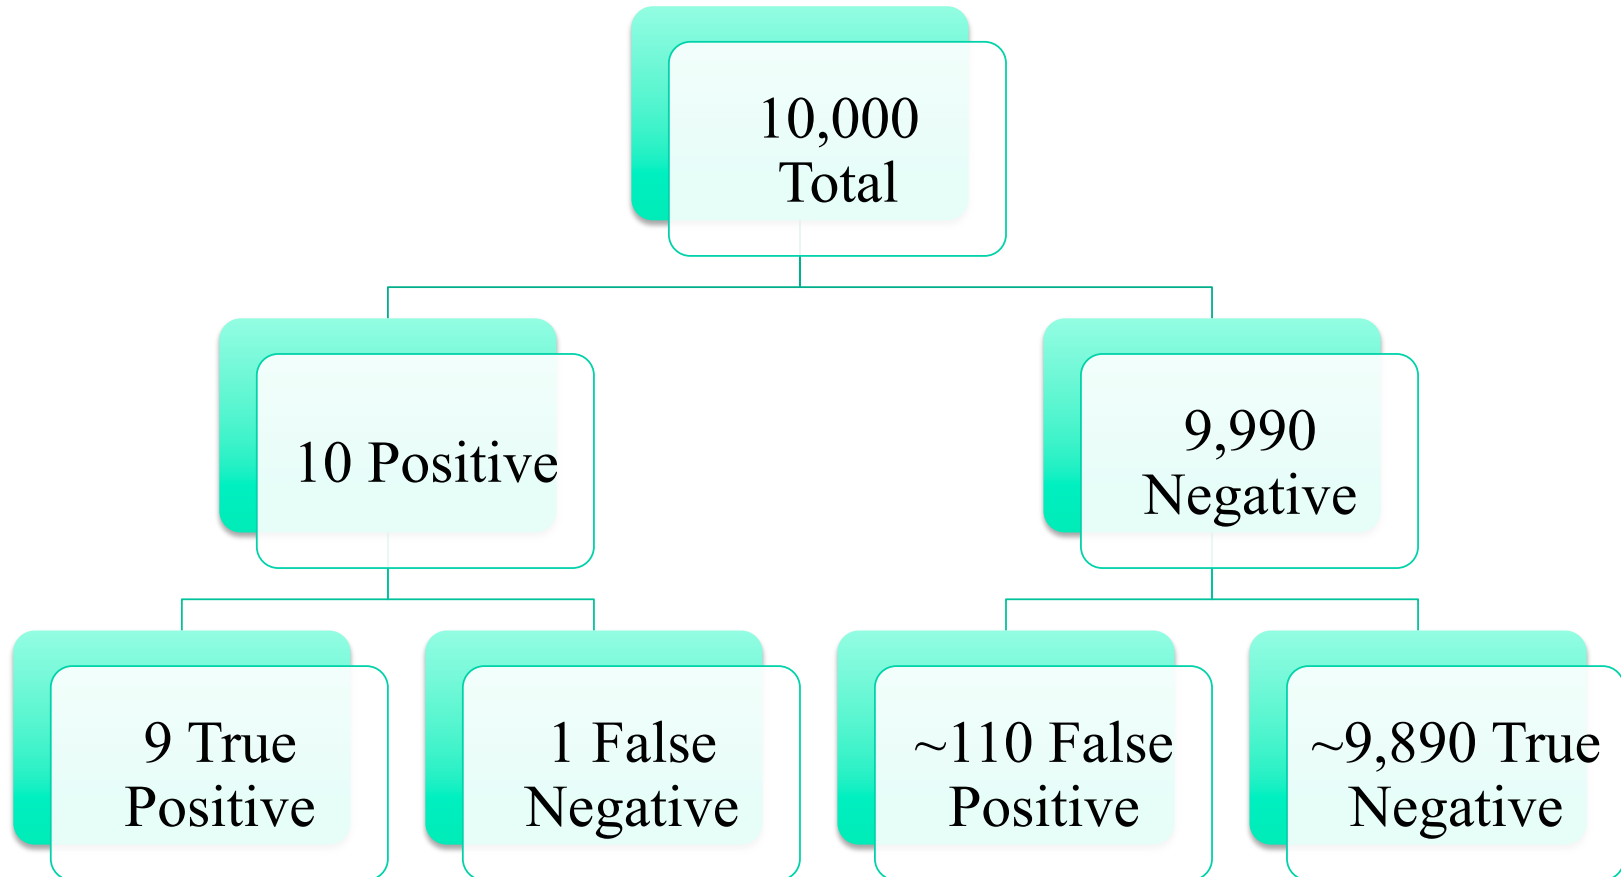 10,000
Total
10 Positive
9,990
Negative
9 True
Positive
1 False
Negative
~110 False
Positive
~9,890 True
Negative